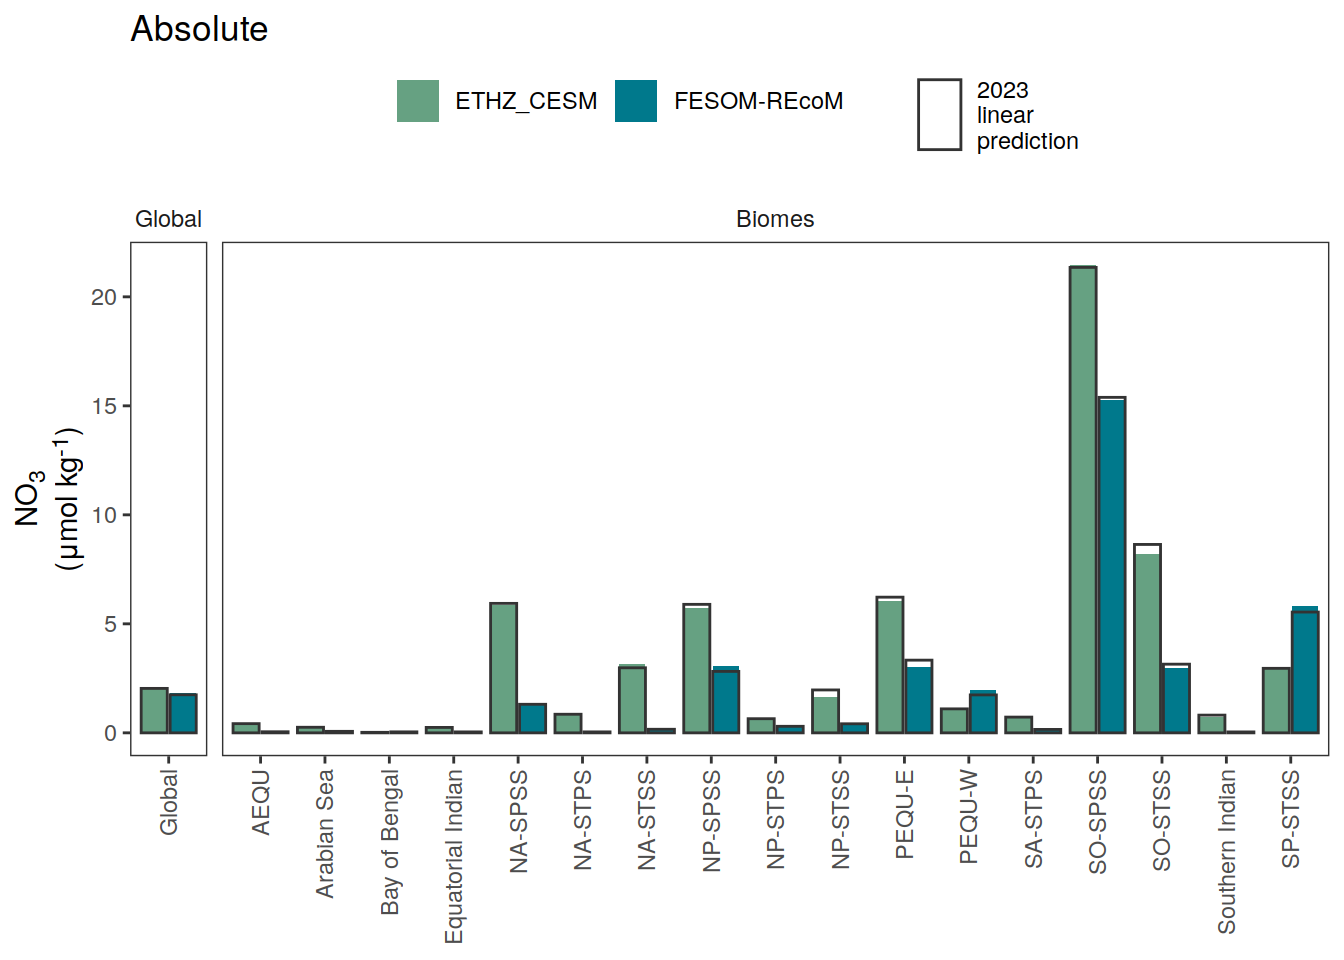 Absolute
ETHZ_CESM
FESOM-REcoM
2023
linear
prediction
Global
Biomes
NO3
(μmol kg-1)
20
15
10
5
0
Global
AEQU
Arabian Sea
Bay of Bengal
Equatorial Indian
NA-SPSS
NA-STPS
NA-STSS
NP-SPSS
NP-STPS
NP-STSS
PEQU-E
PEQU-W
SA-STPS
SO-SPSS
SO-STSS
Southern Indian
SP-STSS